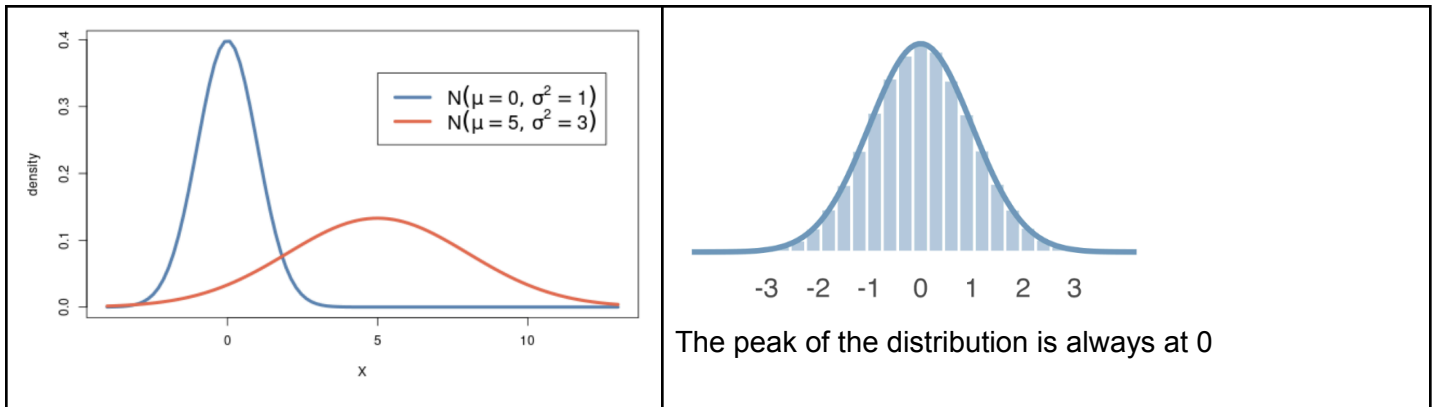 0.4
0.3
0.2
0.1
0.0
density
N(μ = 0, σ² = 1)
N(μ = 5, σ² = 3)
0 5 10
x
-3 -2 -1 0 1 2 3
The peak of the distribution is always at 0